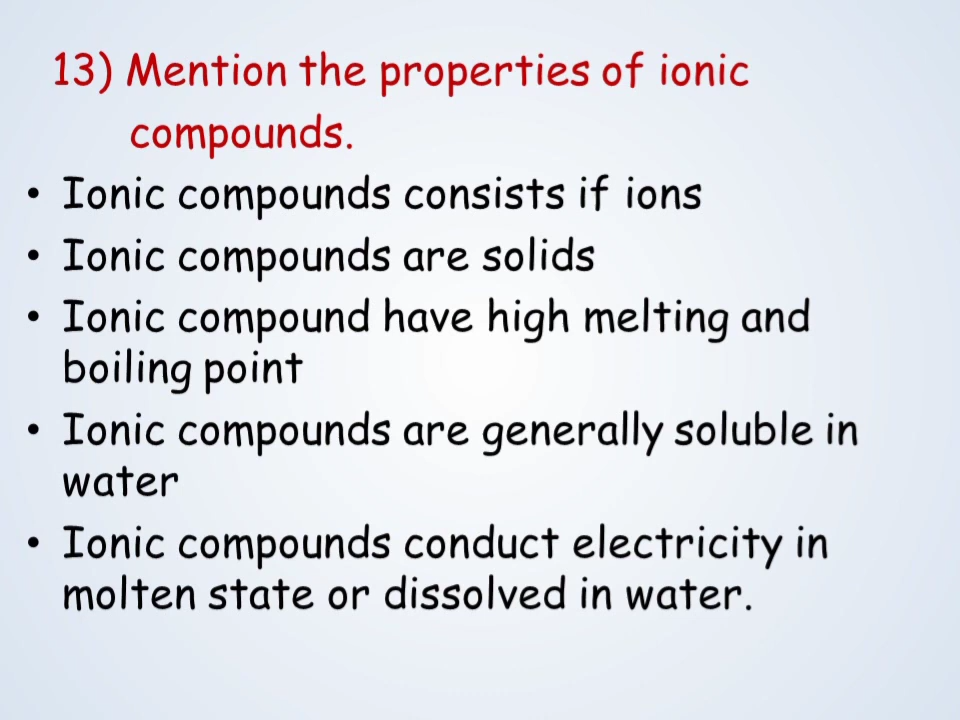 13) Mention the properties of ionic
compounds.
• Ionic compounds consists if ions
• Ionic compounds are solids
• Ionic compound have high melting and
boiling point
• Ionic compounds are generally soluble in
water
• Ionic compounds conduct electricity in
molten state or dissolved in water.